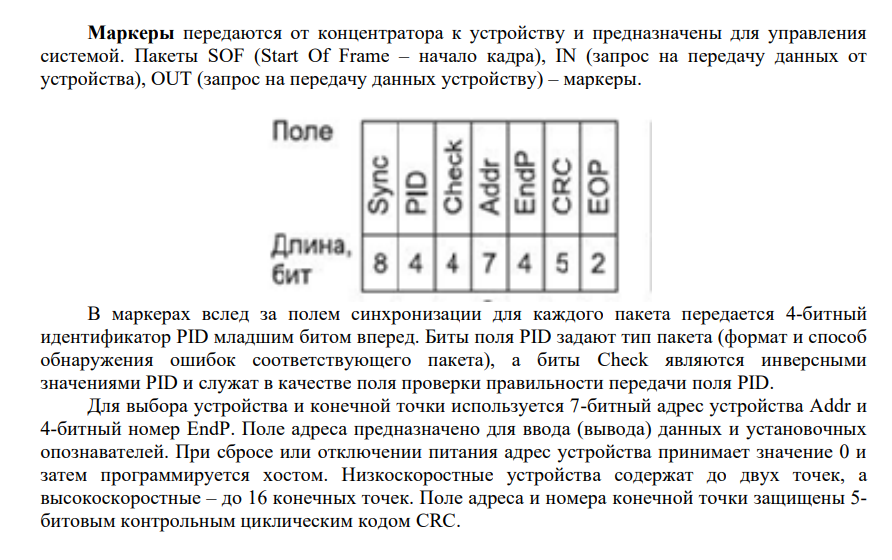 Маркеры передаются от концентратора к устройству и предназначены для управления
системой. Пакеты SOF (Start Of Frame – начало кадра), IN (запрос на передачу данных от
устройства), OUT (запрос на передачу данных устройству) – маркеры.
Поле Sync PID Check Addr EndP CRC EOP
Длина,
бит 8 4 4 7 4 5 2
В маркерах вслед за полем синхронизации для каждого пакета передается 4-битный
идентификатор PID младшим битом вперед. Биты поля PID задают тип пакета (формат и способ
обнаружения ошибок соответствующего пакета), а биты Check являются инверсными
значениями PID и служат в качестве поля проверки правильности передачи поля PID.
Для выбора устройства и конечной точки используется 7-битный адрес устройства Addr и
4-битный номер EndP. Поле адреса предназначено для ввода (вывода) данных и установочных
опознавателей. При сбросе или отключении питания адрес устройства принимает значение 0 и
затем программируется хостом. Низкоскоростные устройства содержат до двух точек, а
высокоскоростные – до 16 конечных точек. Поле адреса и номера конечной точки защищены 5-
битовым контрольным циклическим кодом CRC.